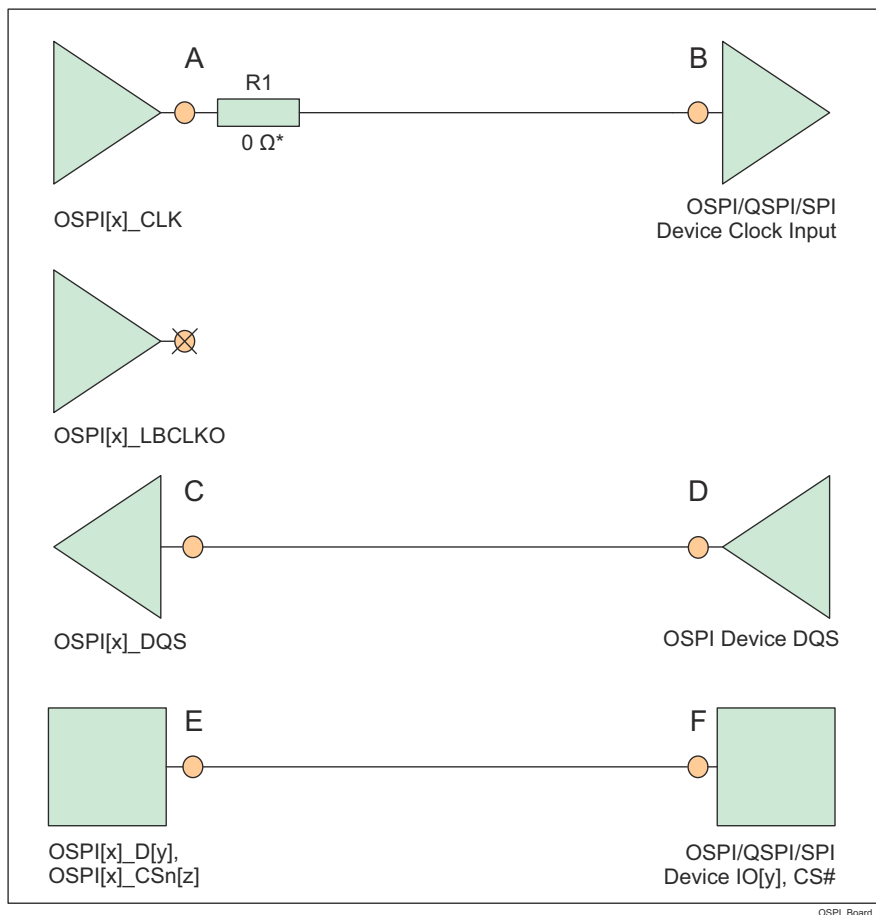 A
B
R1
0 Ω*
OSPI[x]_CLK
OSPI/QSPI/SPI
Device Clock Input
OSPI[x]_LBCLKO
C
D
OSPI[x]_DQS
OSPI Device DQS
E
F
OSPI[x]_D[y],
OSPI[x]_CSn[z]
OSPI/QSPI/SPI
Device IO[y], CS#
OSPI_Board